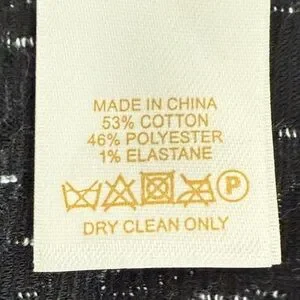 MADE IN CHINA
53% COTTON
46% POLYESTER
1% ELASTANE
P
DRY CLEAN ONLY